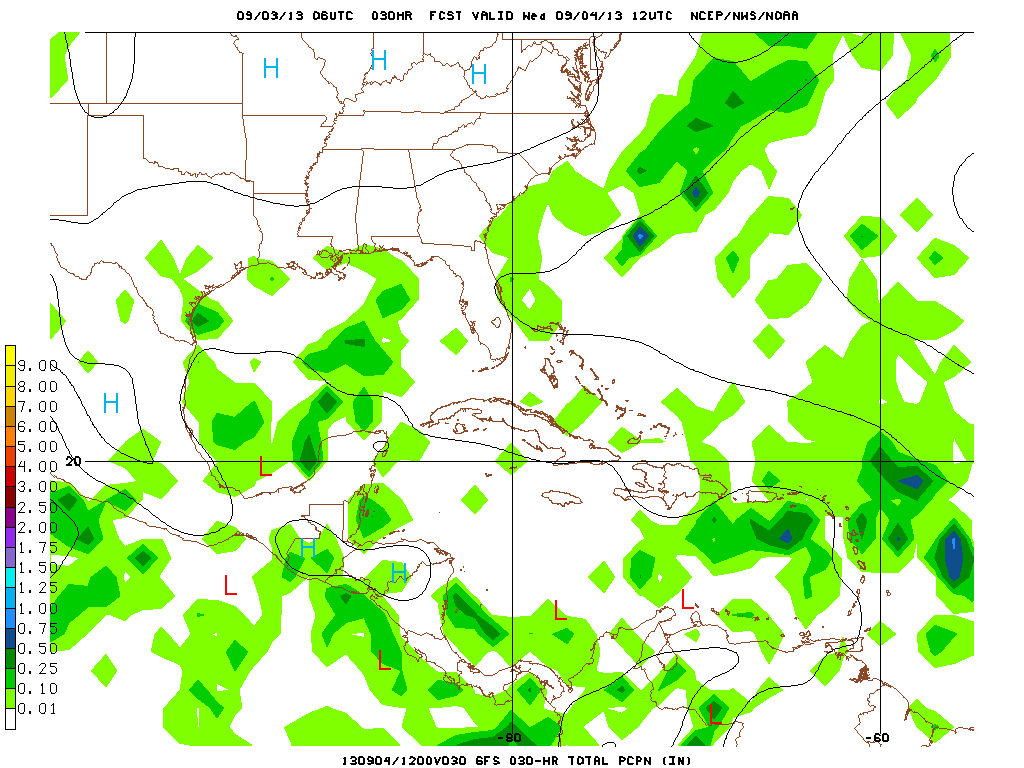 09/03/13 06UTC 030HR FCST VALID Wed 09/04/13 12UTC NCEP/NWS/NOAA
H
H
H
9.00
8.00
7.00
6.00
5.00
4.00
3.00
2.50
2.00
1.75
1.50
1.25
1.00
0.75
0.50
0.25
0.10
0.01
H
20
L
H
H
L
L
L
L
L
-80
-60
130904/1200V030 GFS 030-HR TOTAL PCPN (IN)